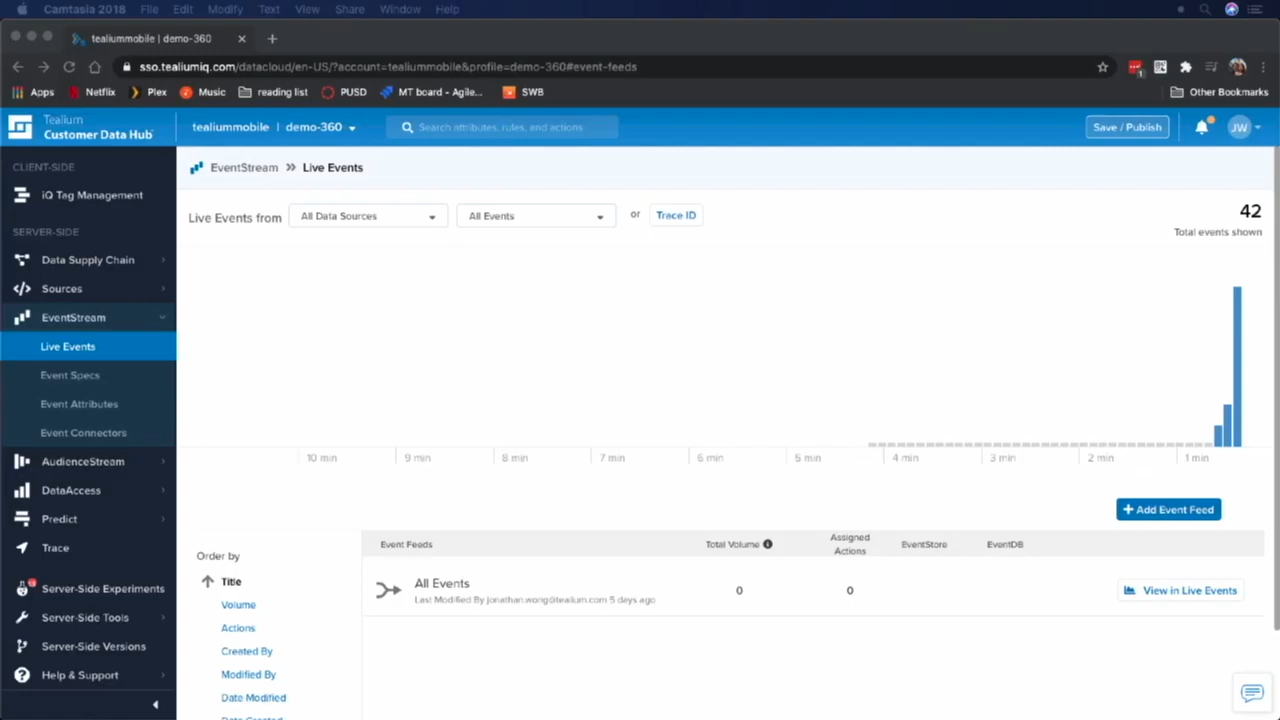 Camtasia 2018 File Edit Modify Text View Share Window Help
tealiummobile | demo-360
sso.tealiumiq.com/datacloud/en-US/?account=tealiummobile&profile=demo-360#event-feeds
Apps Netflix Plex Music reading list PUSD MT board - Agile... SWB Other Bookmarks
Tealium
Customer Data Hub
tealiummobile | demo-360
Search attributes, rules, and actions
Save / Publish
JW
CLIENT-SIDE
iQ Tag Management
SERVER-SIDE
Data Supply Chain
Sources
EventStream
Live Events
Event Specs
Event Attributes
Event Connectors
AudienceStream
DataAccess
Predict
Trace
Server-Side Experiments
Server-Side Tools
Server-Side Versions
Help & Support
EventStream >> Live Events
Live Events from All Data Sources All Events or Trace ID
42
Total events shown
10 min 9 min 8 min 7 min 6 min 5 min 4 min 3 min 2 min 1 min
+ Add Event Feed
Order by
Title
Volume
Actions
Created By
Modified By
Date Modified
Date Created
Event Feeds Total Volume Assigned Actions EventStore EventDB
All Events
Last Modified By jonathan.wong@tealium.com 5 days ago
0 0
View in Live Events